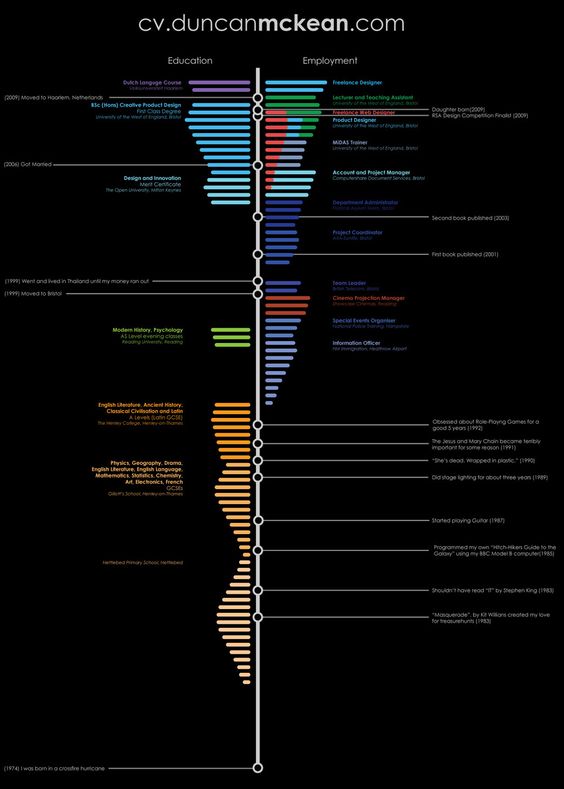 cv.duncanmckean.com
Education
Employment
Dutch Languge Course
Volksuniversiteit Haarlem
Freelance Designer
(2009) Moved to Haarlem, Netherlands
Lecturer and Teaching Assistant
University of the West of England, Bristol
BSc (Hons) Creative Product Design
First Class Degree
University of the West of England, Bristol
Daughter born(2009)
Freelance Web Designer
RSA Design Competition Finalist (2009)
Product Designer
University of the West of England, Bristol
MIDAS Trainer
University of the West of England, Bristol
(2006) Got Married
Account and Project Manager
Computershare Document Services, Bristol
Design and Innovation
Merit Certificate
The Open University, Milton Keynes
Department Administrator
Second book published (2003)
Project Coordinator
First book published (2001)
(1999) Went and lived in Thailand until my money ran out
Team Leader
British Telecom, Bristol
(1999) Moved to Bristol
Cinema Projection Manager
Showcase Cinemas, Reading
Special Events Organiser
National Police Training, Hampshire
Modern History, Psychology
AS Level evening classes
Reading University, Reading
Information Officer
HM Immigration, Heathrow Airport
English Literature, Ancient History,
Classical Civilisation and Latin
A Levels (Latin GCSE)
The Henley College, Henley-on-Thames
Obsessed about Role-Playng Games for a
good 5 years (1992)
The Jesus and Mary Chain became terribly
important for some reason (1991)
"She's dead. Wrapped in plastic." (1990)
Physics, Geography, Drama,
English Literature, English Language,
Mathematics, Statistics, Chemistry,
Art, Electronics, French
GCSEs
Gillott's School, Henley-on-Thames
Did stage lighting for about three years (1989)
Started playing Guitar (1987)
Programmed my own "Hitch-Hikers Guide to the
Galaxy" using my BBC Model B computer(1985)
Nettlebed Primary School, Nettlebed
Shouldn't have read "IT" by Stephen King (1983)
"Masquerade", by Kit Willians created my love
for treasurehunts (1983)
(1974) I was born in a crossfire hurricane